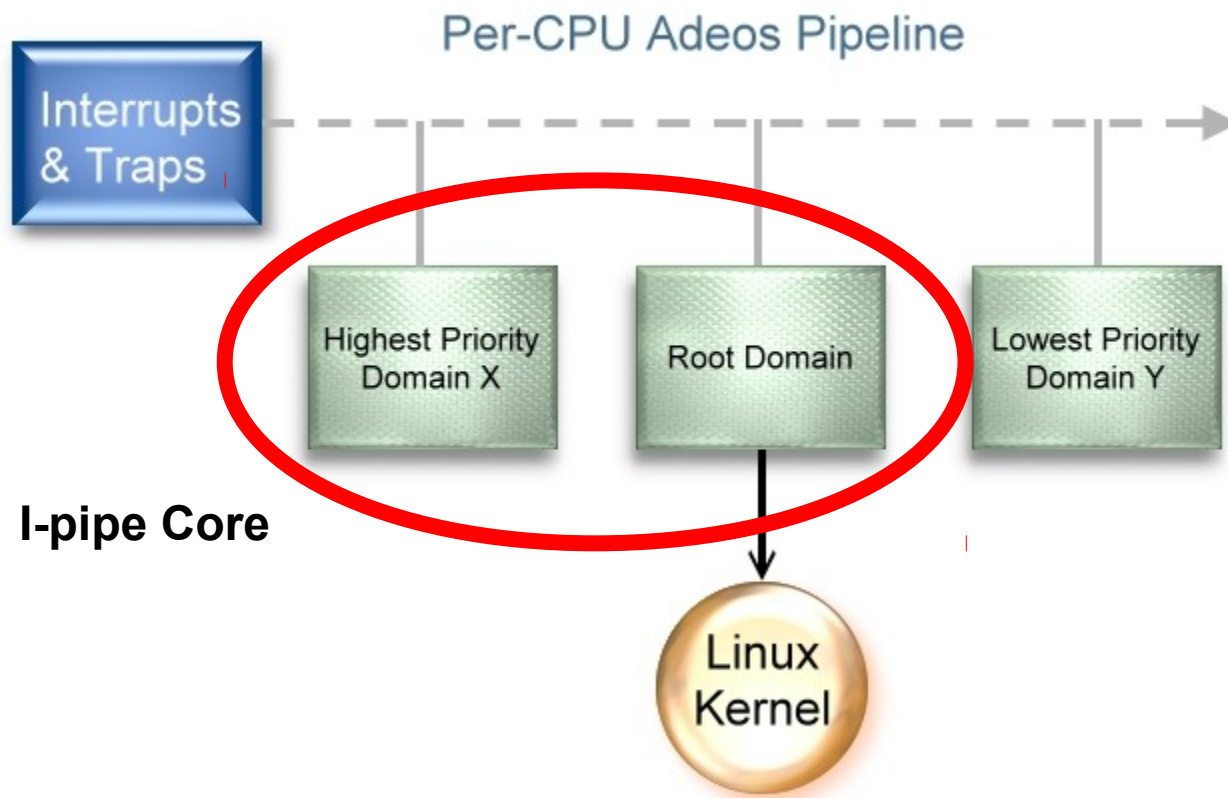 Per-CPU Adeos Pipeline
Interrupts
& Traps
Highest Priority
Domain X
Root Domain
Lowest Priority
Domain Y
I-pipe Core
Linux
Kernel